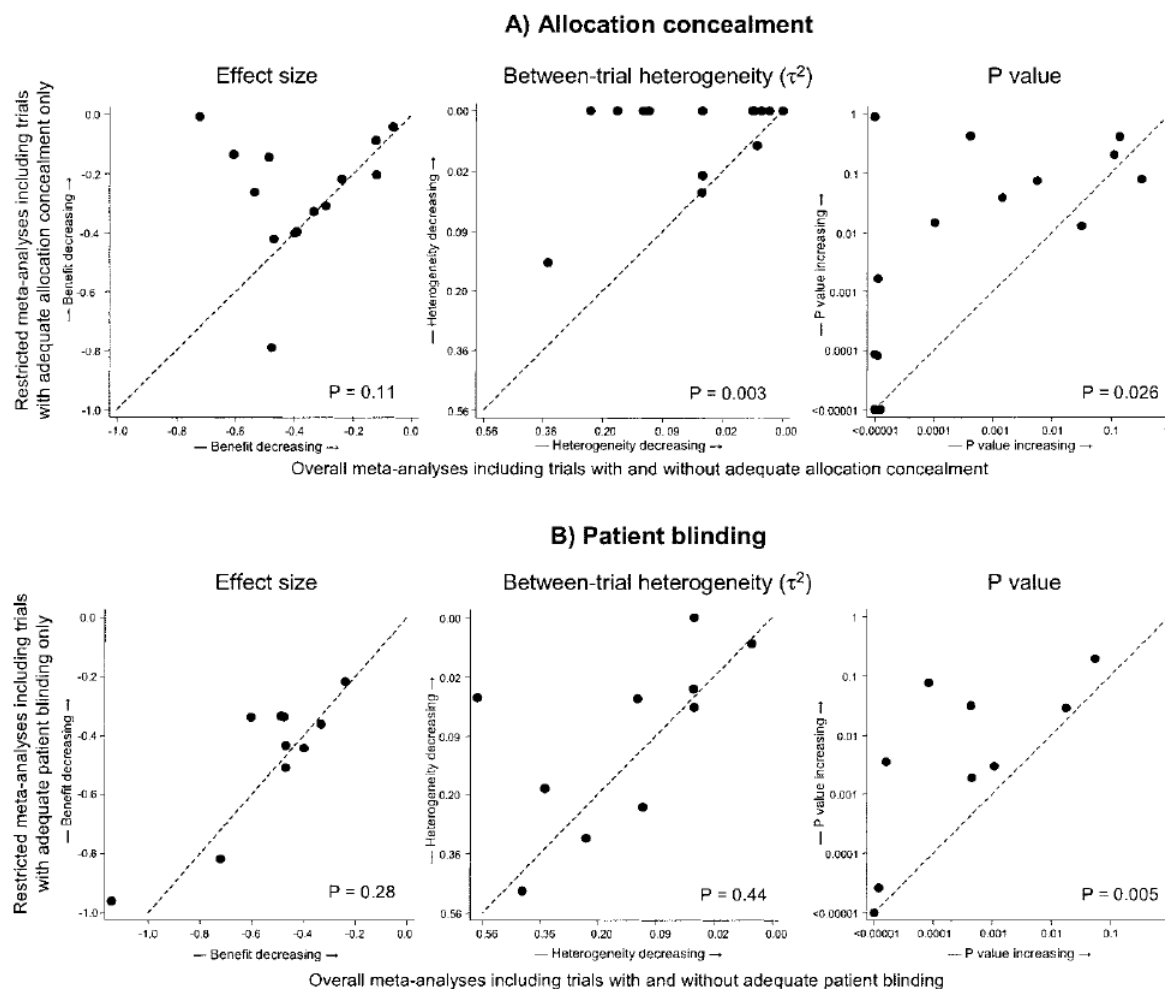 A) Allocation concealment
Effect size
Between-trial heterogeneity (τ²)
P value
Restricted meta-analyses including trials
with adequate allocation concealment only
— Benefit decreasing →
0.0
-0.2
-0.4
-0.6
-0.8
-1.0
P = 0.11
-1.0 -0.8 -0.6 -0.4 -0.2 0.0
— Benefit decreasing →
— Heterogeneity decreasing →
0.00
0.02
0.09
0.20
0.36
0.56
P = 0.003
0.56 0.36 0.20 0.09 0.02 0.00
— Heterogeneity decreasing →
— P value increasing →
1
0.1
0.01
0.001
0.0001
<0.00001
P = 0.026
<0.00001 0.0001 0.001 0.01 0.1
— P value increasing →
Overall meta-analyses including trials with and without adequate allocation concealment
B) Patient blinding
Effect size
Between-trial heterogeneity (τ²)
P value
Restricted meta-analyses including trials
with adequate patient blinding only
— Benefit decreasing →
0.0
-0.2
-0.4
-0.6
-0.8
-1.0
P = 0.28
-1.0 -0.8 -0.6 -0.4 -0.2 0.0
— Benefit decreasing →
— Heterogeneity decreasing →
0.00
0.02
0.09
0.20
0.36
0.56
P = 0.44
0.56 0.36 0.20 0.09 0.02 0.00
— Heterogeneity decreasing →
— P value increasing →
1
0.1
0.01
0.001
0.0001
<0.00001
P = 0.005
<0.00001 0.0001 0.001 0.01 0.1
— P value increasing →
Overall meta-analyses including trials with and without adequate patient blinding